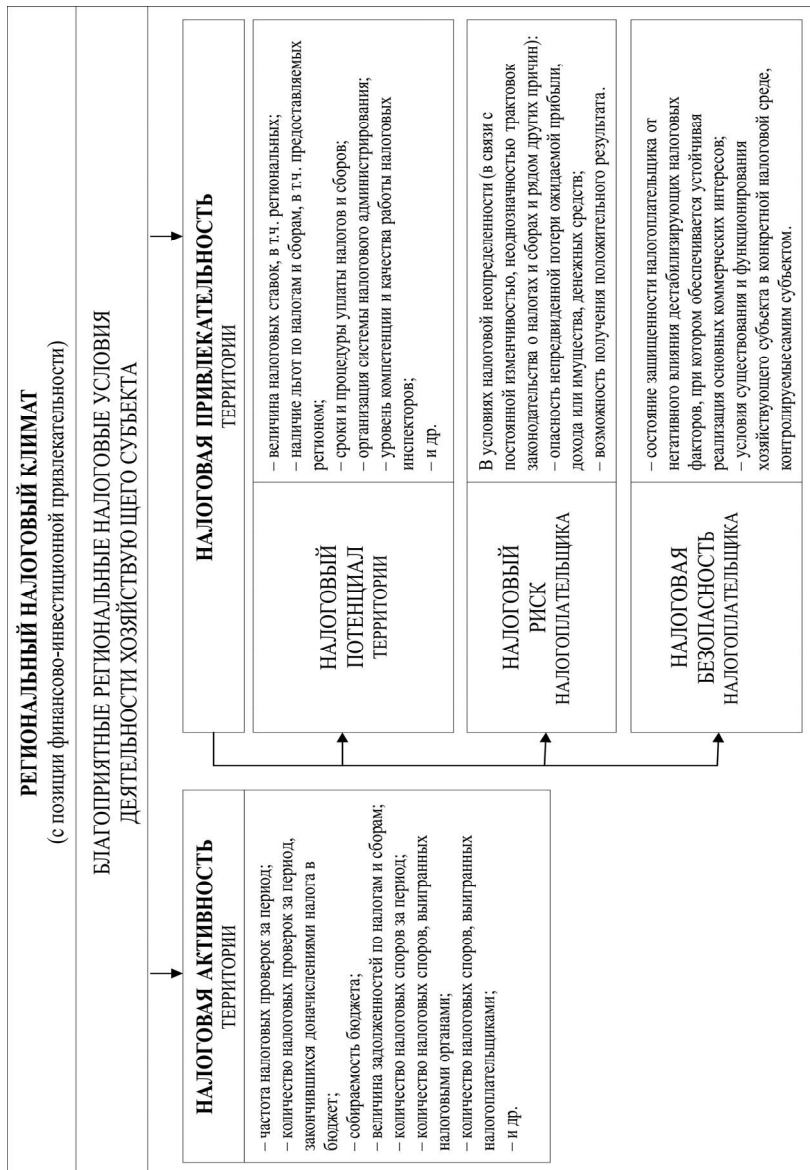 РЕГИОНАЛЬНЫЙ НАЛОГОВЫЙ КЛИМАТ
(с позиции финансово-инвестиционной привлекательности)
БЛАГОПРИЯТНЫЕ РЕГИОНАЛЬНЫЕ НАЛОГОВЫЕ УСЛОВИЯ
ДЕЯТЕЛЬНОСТИ ХОЗЯЙСТВУЮ ЩЕГО СУБЪЕКТА
НАЛОГОВАЯ АКТИВНОСТЬ
ТЕРРИТОРИИ
– частота налоговых проверок за период;
– количество налоговых проверок за период,
закончившихся доначислениями налога в
бюджет;
– собираемость бюджета;
– величина задолженностей по налогам и сборам;
– количество налоговых споров за период;
– количество налоговых споров, выигранных
налоговыми органами;
– количество налоговых споров, выигранных
налогоплательщиками;
– и др.
НАЛОГОВАЯ ПРИВЛЕКАТЕЛЬНОСТЬ
ТЕРРИТОРИИ
НАЛОГОВЫЙ
ПОТЕНЦИАЛ
ТЕРРИТОРИИ
– величина налоговых ставок, в т.ч. региональных;
– наличие льгот по налогам и сборам, в т.ч. предоставляемых
регионом;
– сроки и процедуры уплаты налогов и сборов;
– организация системы налогового администрирования;
– уровень компетенции и качества работы налоговых
инспекторов;
– и др.
НАЛОГОВЫЙ
РИСК
НАЛОГОПЛАТЕЛЬЩИКА
В условиях налоговой неопределенности (в связи с
постоянной изменчивостью, неоднозначностью трактовок
законодательства о налогах и сборах и рядом других причин):
– опасность непредвиденной потери ожидаемой прибыли,
дохода или имущества, денежных средств;
– возможность получения положительного результата.
НАЛОГОВАЯ
БЕЗОПАСНОСТЬ
НАЛОГОПЛАТЕЛЬЩИКА
– состояние защищенности налогоплательщика от
негативного влияния дестабилизирующих налоговых
факторов, при котором обеспечивается устойчивая
реализация основных коммерческих интересов;
– условия существования и функционирования
хозяйствующего субъекта в конкретной налоговой среде,
контролируемые самим субъектом.